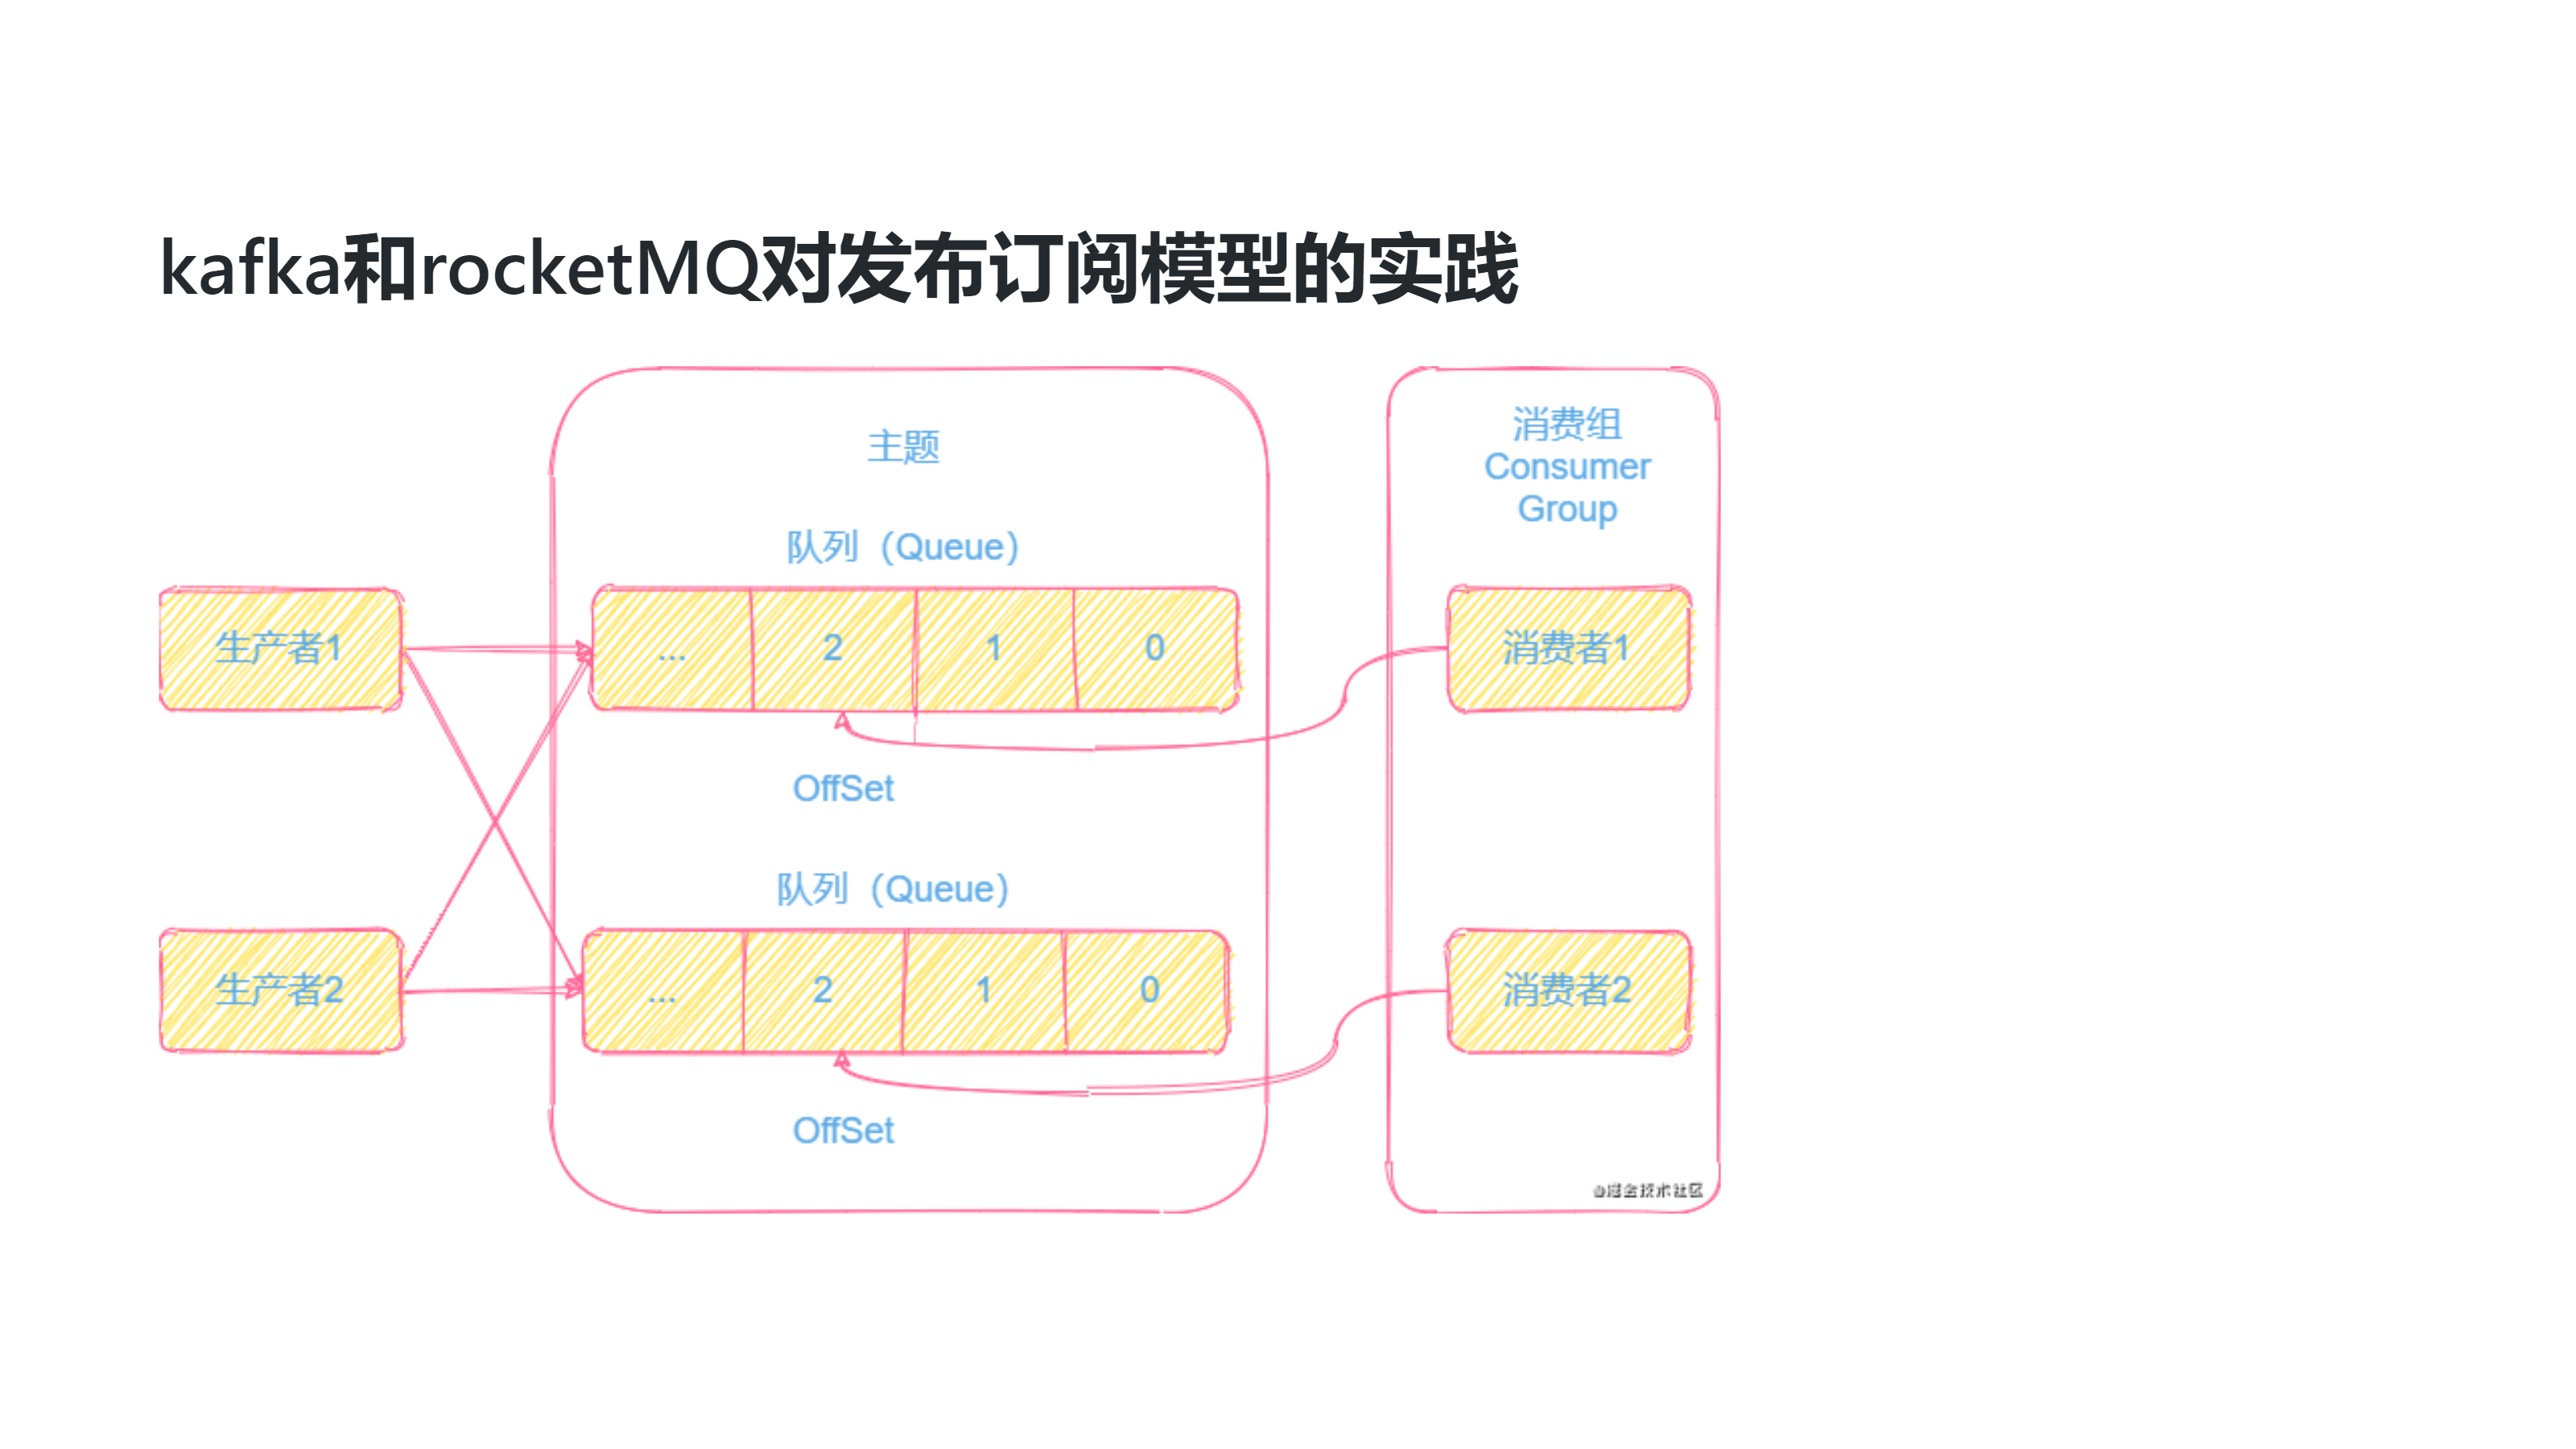 kafka和rocketMQ对发布订阅模型的实践
主题
消费组
Consumer
Group
队列（Queue）
生产者1
...
2
1
0
消费者1
OffSet
队列（Queue）
生产者2
...
2
1
0
消费者2
OffSet
@掘金技术社区